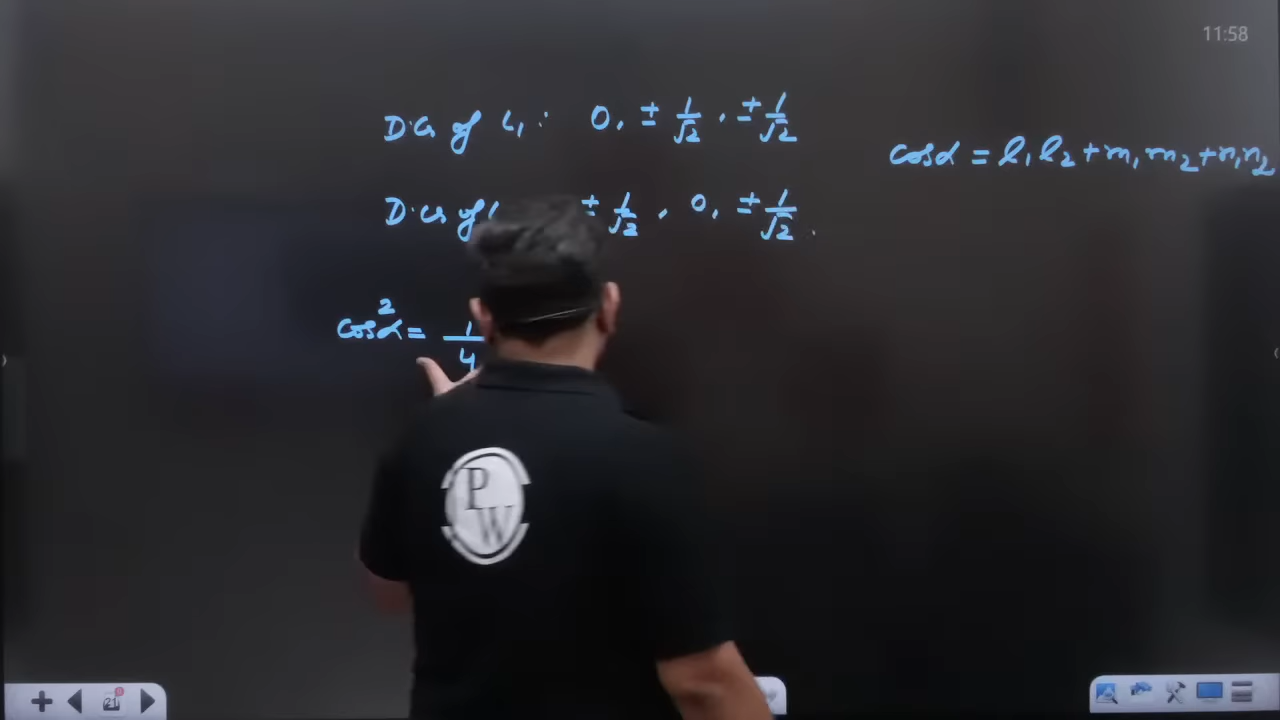 11:58
D.Cs of L₁ : 0, ± 1/√2, ± 1/√2
cosα = l₁l₂ + m₁m₂ + n₁n₂
D.Cs of ± 1/√2, 0, ± 1/√2.
cos²α = 1/4
PW
21